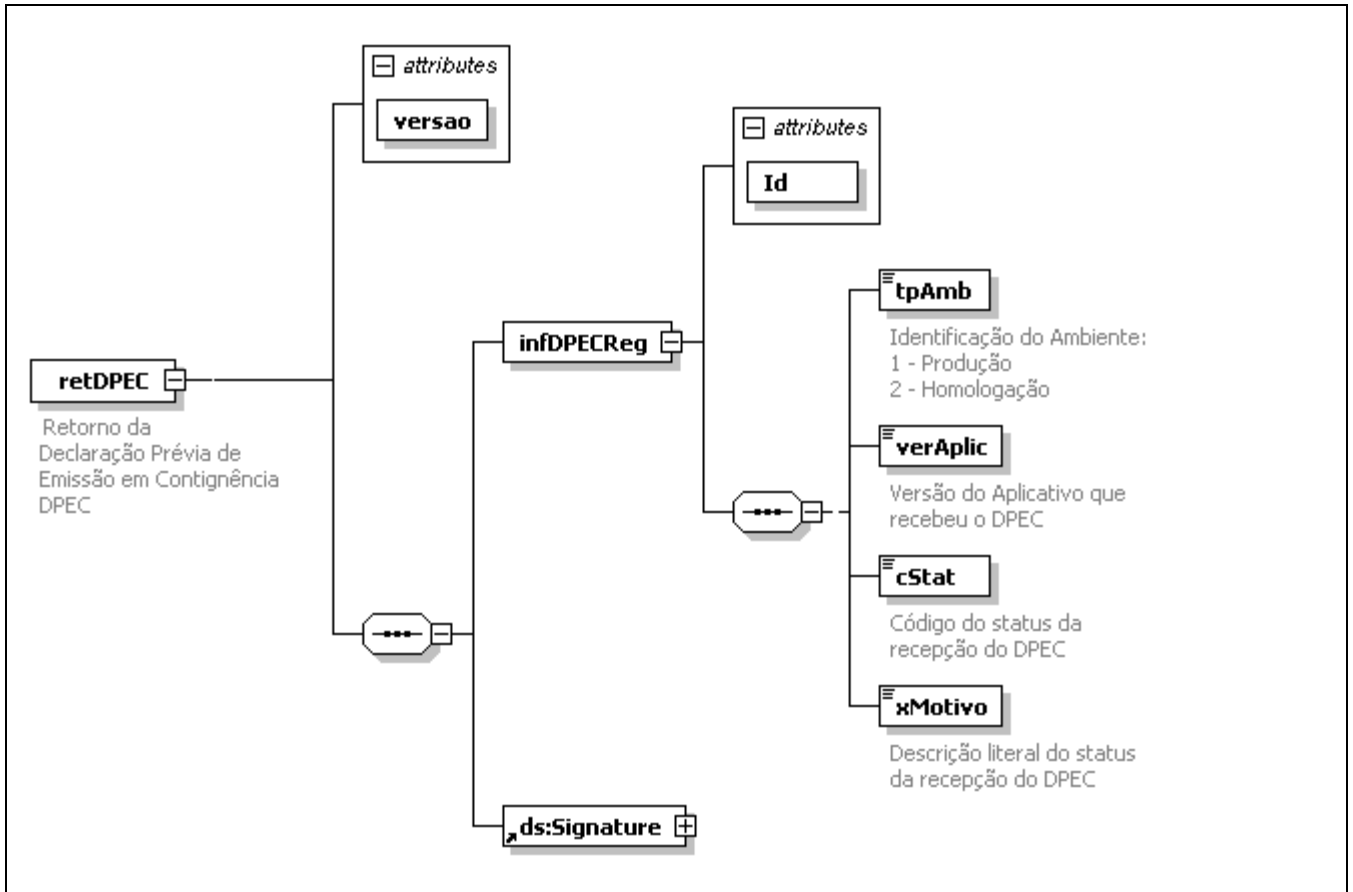 attributes
versao
attributes
Id
tpAmb
Identificação do Ambiente:
1 - Produção
2 - Homologação
infDPECReg
retDPEC
Retorno da
Declaração Prévia de
Emissão em Contignência
DPEC
verAplic
Versão do Aplicativo que
recebeu o DPEC
cStat
Código do status da
recepção do DPEC
xMotivo
Descrição literal do status
da recepção do DPEC
ds:Signature